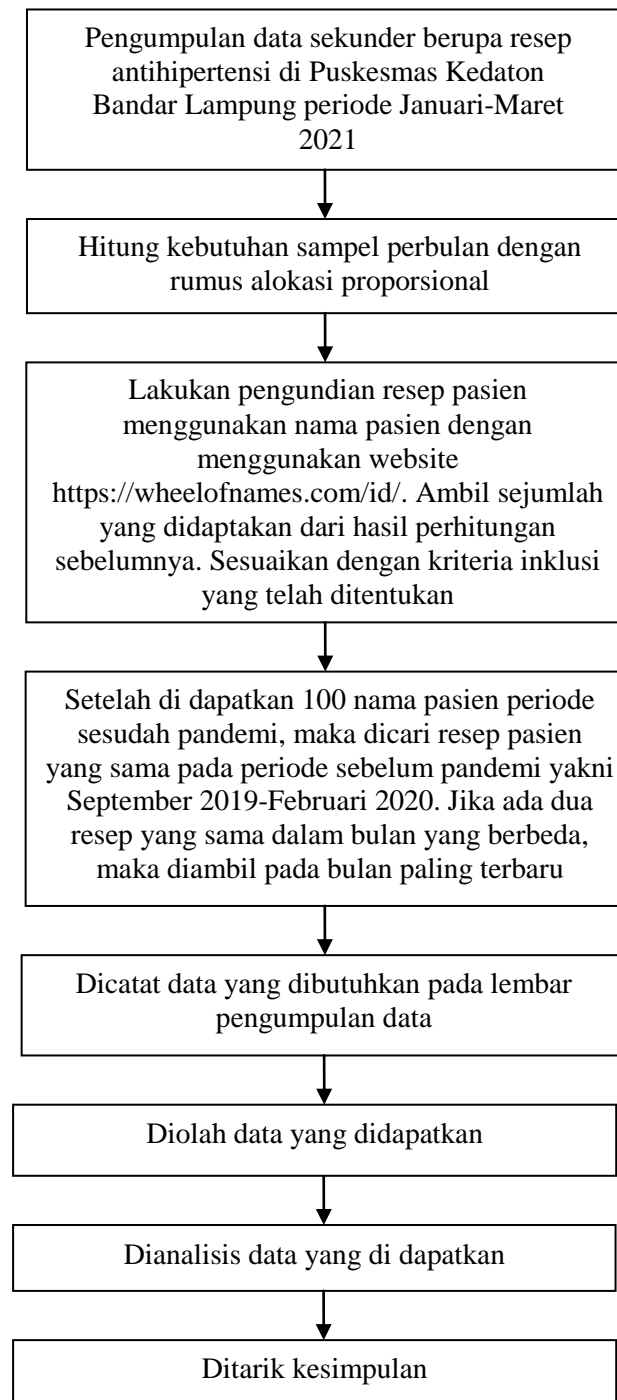 Pengumpulan data sekunder berupa resep
antihipertensi di Puskesmas Kedaton
Bandar Lampung periode Januari-Maret
2021
Hitung kebutuhan sampel perbulan dengan
rumus alokasi proporsional
Lakukan pengundian resep pasien
menggunakan nama pasien dengan
menggunakan website
https://wheelofnames.com/id/. Ambil sejumlah
yang didaptakan dari hasil perhitungan
sebelumnya. Sesuaikan dengan kriteria inklusi
yang telah ditentukan
Setelah di dapatkan 100 nama pasien periode
sesudah pandemi, maka dicari resep pasien
yang sama pada periode sebelum pandemi yakni
September 2019-Februari 2020. Jika ada dua
resep yang sama dalam bulan yang berbeda,
maka diambil pada bulan paling terbaru
Dicatat data yang dibutuhkan pada lembar
pengumpulan data
Diolah data yang didapatkan
Dianalisis data yang di dapatkan
Ditarik kesimpulan